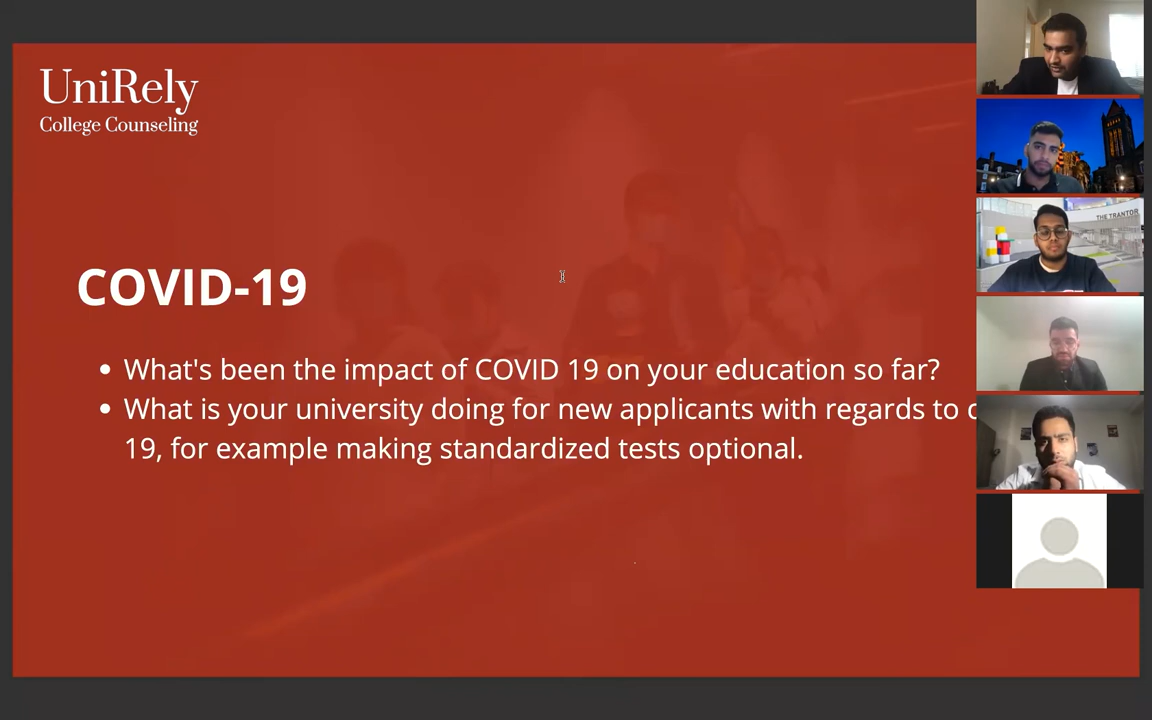 UniRely
College Counseling
THE TRANTOR
COVID-19
• What's been the impact of COVID 19 on your education so far?
• What is your university doing for new applicants with regards to
19, for example making standardized tests optional.